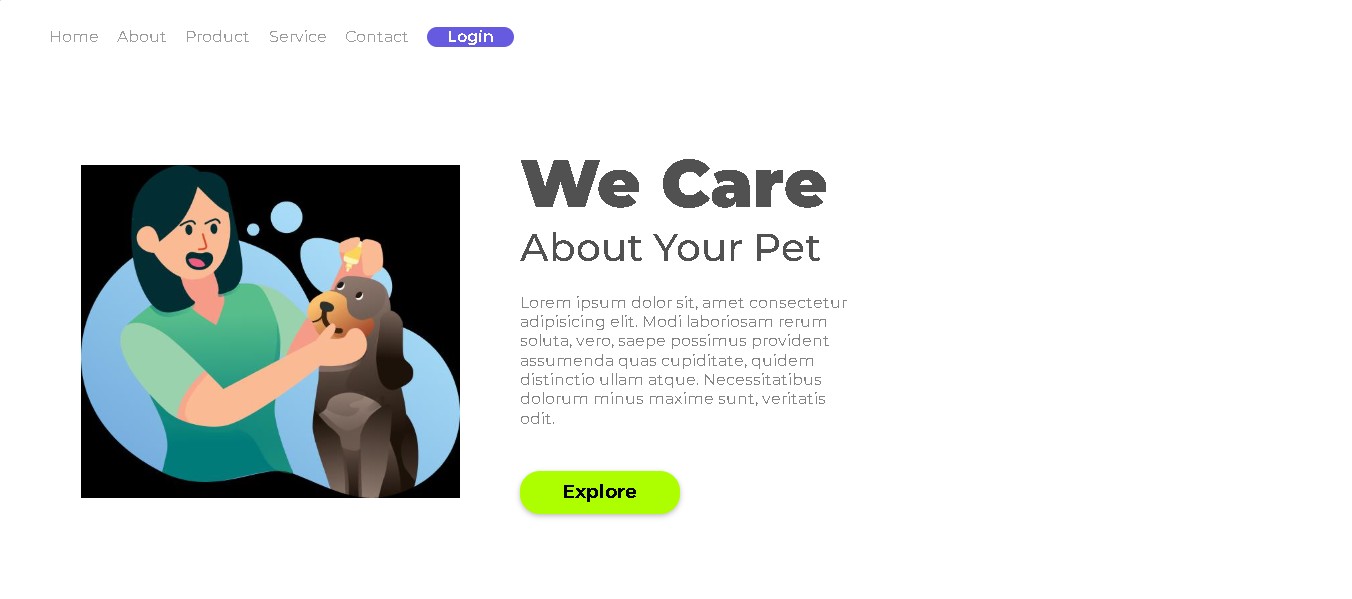 Home About Product Service Contact Login
We Care
About Your Pet
Lorem ipsum dolor sit, amet consectetur
adipisicing elit. Modi laboriosam rerum
soluta, vero, saepe possimus provident
assumenda quas cupiditate, quidem
distinctio ullam atque. Necessitatibus
dolorum minus maxime sunt, veritatis
odit.
Explore